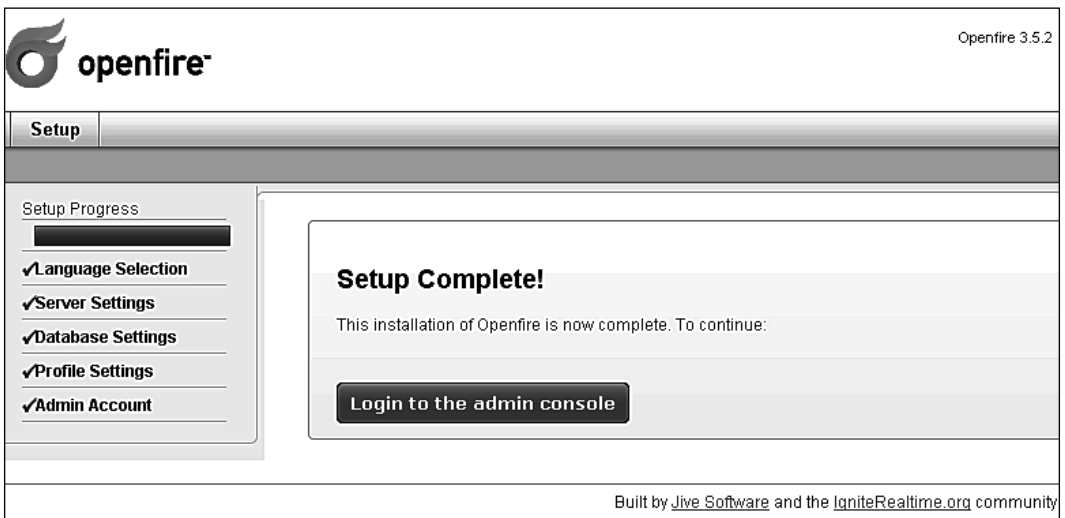 openfire™
Openfire 3.5.2
Setup
Setup Progress
✓Language Selection
✓Server Settings
✓Database Settings
✓Profile Settings
✓Admin Account
Setup Complete!
This installation of Openfire is now complete. To continue:
Login to the admin console
Built by Jive Software and the IgniteRealtime.org community